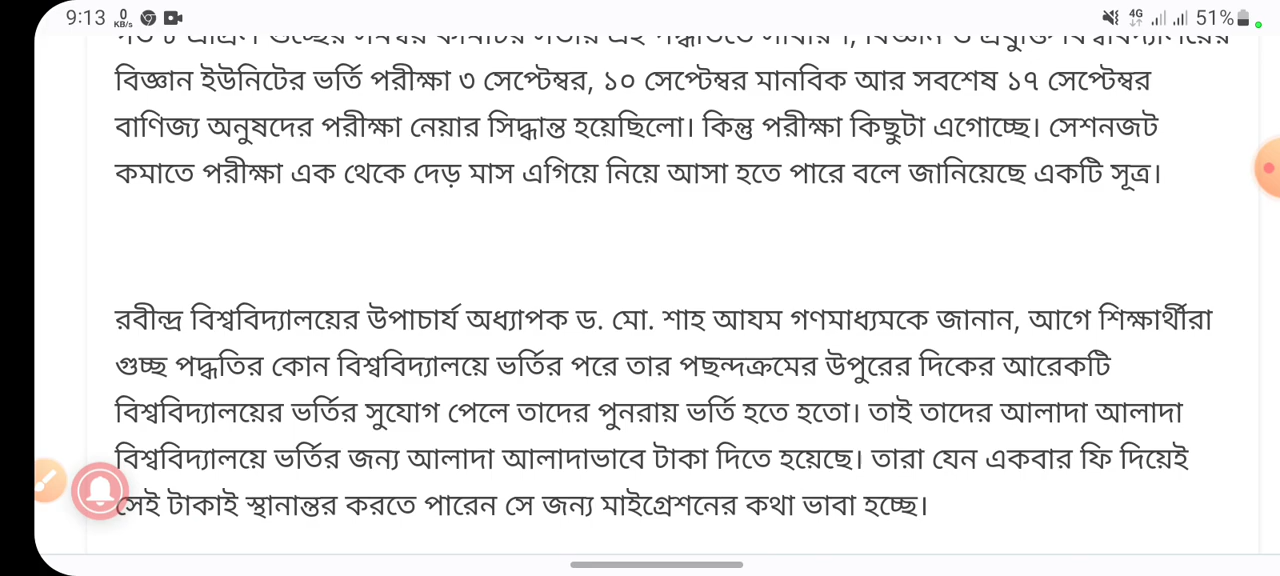 9:13 0 KB/s 4G 51%
বিজ্ঞান ইউনিটের ভর্তি পরীক্ষা ৩ সেপ্টেম্বর, ১০ সেপ্টেম্বর মানবিক আর সবশেষ ১৭ সেপ্টেম্বর
বাণিজ্য অনুষদের পরীক্ষা নেয়ার সিদ্ধান্ত হয়েছিলো। কিন্তু পরীক্ষা কিছুটা এগোচ্ছে। সেশনজট
কমাতে পরীক্ষা এক থেকে দেড় মাস এগিয়ে নিয়ে আসা হতে পারে বলে জানিয়েছে একটি সূত্র।
রবীন্দ্র বিশ্ববিদ্যালয়ের উপাচার্য অধ্যাপক ড. মো. শাহ আযম গণমাধ্যমকে জানান, আগে শিক্ষার্থীরা
গুচ্ছ পদ্ধতির কোন বিশ্ববিদ্যালয়ে ভর্তির পরে তার পছন্দক্রমের উপুরের দিকের আরেকটি
বিশ্ববিদ্যালয়ের ভর্তির সুযোগ পেলে তাদের পুনরায় ভর্তি হতে হতো। তাই তাদের আলাদা আলাদা
বিশ্ববিদ্যালয়ে ভর্তির জন্য আলাদা আলাদাভাবে টাকা দিতে হয়েছে। তারা যেন একবার ফি দিয়েই
সেই টাকাই স্থানান্তর করতে পারেন সে জন্য মাইগ্রেশনের কথা ভাবা হচ্ছে।